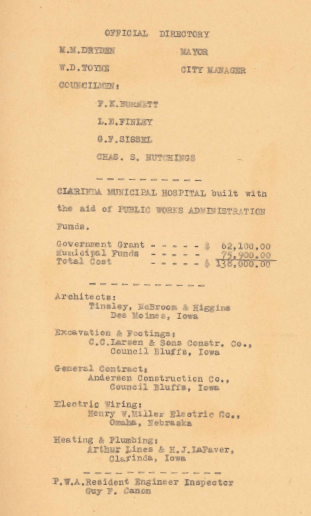 OFFICIAL DIRECTORY
M.M.DRYDEN MAYOR
W.D.TOYNE CITY MANAGER
COUNCILMEN:
F.K.BURNETT
L.E.FINLEY
G.F.SISSEL
CHAS. S. HUTCHINGS
- - - - - - - - - -
CLARINDA MUNICIPAL HOSPITAL built with
the aid of PUBLIC WORKS ADMINISTRATION
Funds.
Government Grant - - - - - $ 62,100.00
Municipal Funds - - - - - 75,900.00
Total Cost - - - - - $ 138,000.00
- - - - - - - - - - -
Architects:
Tinsley, McBroom & Higgins
Des Moines, Iowa
Excavation & Footings:
C.C.Larsen & Sons Constr. Co.,
Council Bluffs, Iowa
General Contract:
Andersen Construction Co.,
Council Bluffs, Iowa
Electric Wiring:
Henry W.Miller Electric Co.,
Omaha, Nebraska
Heating & Plumbing:
Arthur Lines & H.J.LaFaver,
Clarinda, Iowa
- - - - - - - - - - -
P.W.A.Resident Engineer Inspector
Guy F. Canon